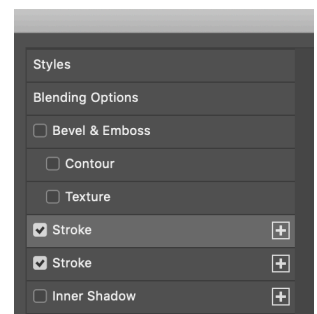 Styles
Blending Options
Bevel & Emboss
Contour
Texture
Stroke
Stroke
Inner Shadow